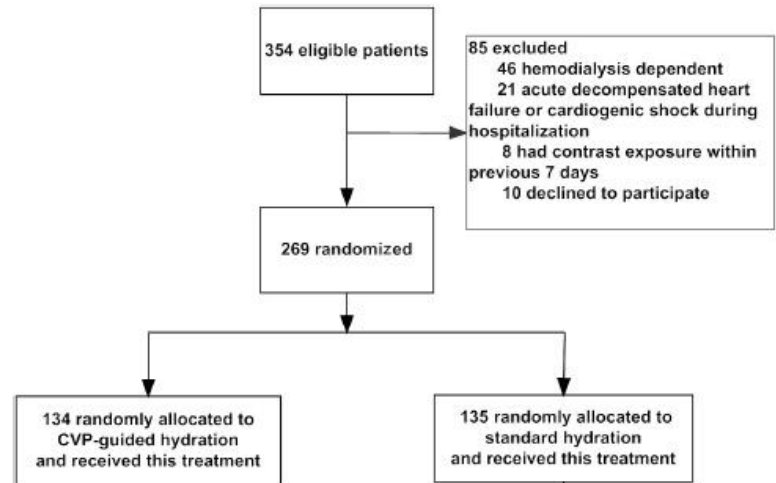 354 eligible patients
85 excluded
46 hemodialysis dependent
21 acute decompensated heart
failure or cardiogenic shock during
hospitalization
8 had contrast exposure within
previous 7 days
10 declined to participate
269 randomized
134 randomly allocated to
CVP-guided hydration
and received this treatment
135 randomly allocated to
standard hydration
and received this treatment